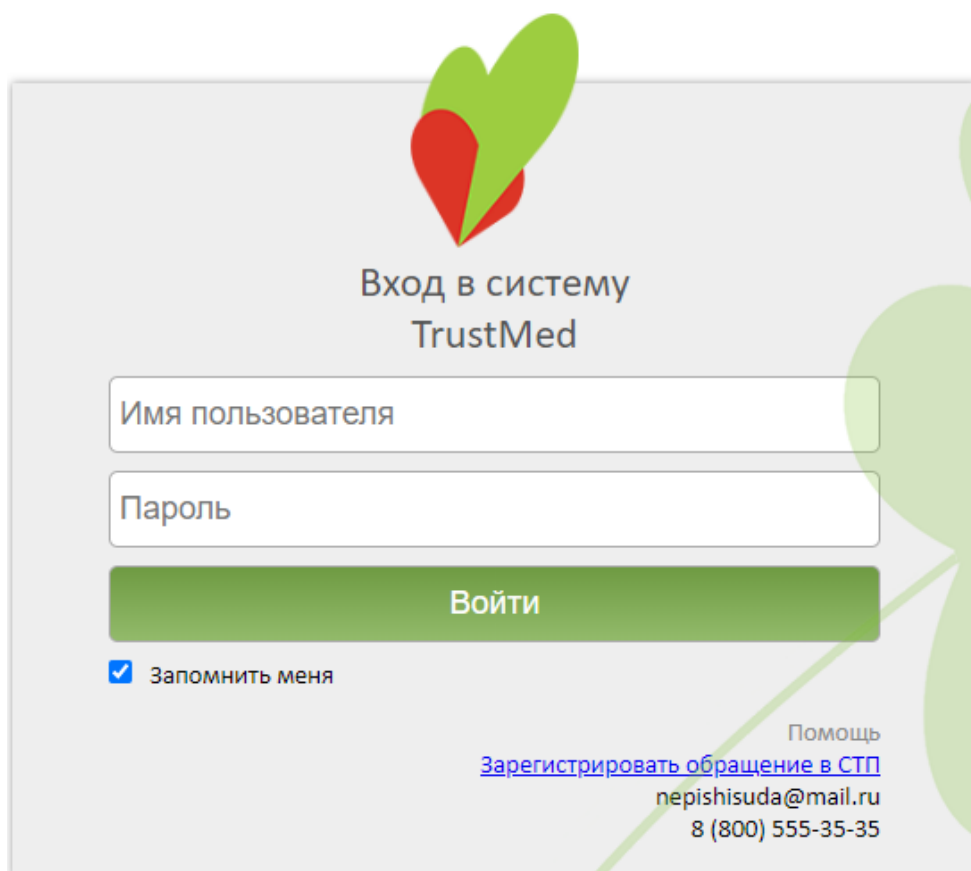 Вход в систему
TrustMed
Имя пользователя
Пароль
Войти
Запомнить меня
Помощь
Зарегистрировать обращение в СТП
nepishisuda@mail.ru
8 (800) 555-35-35